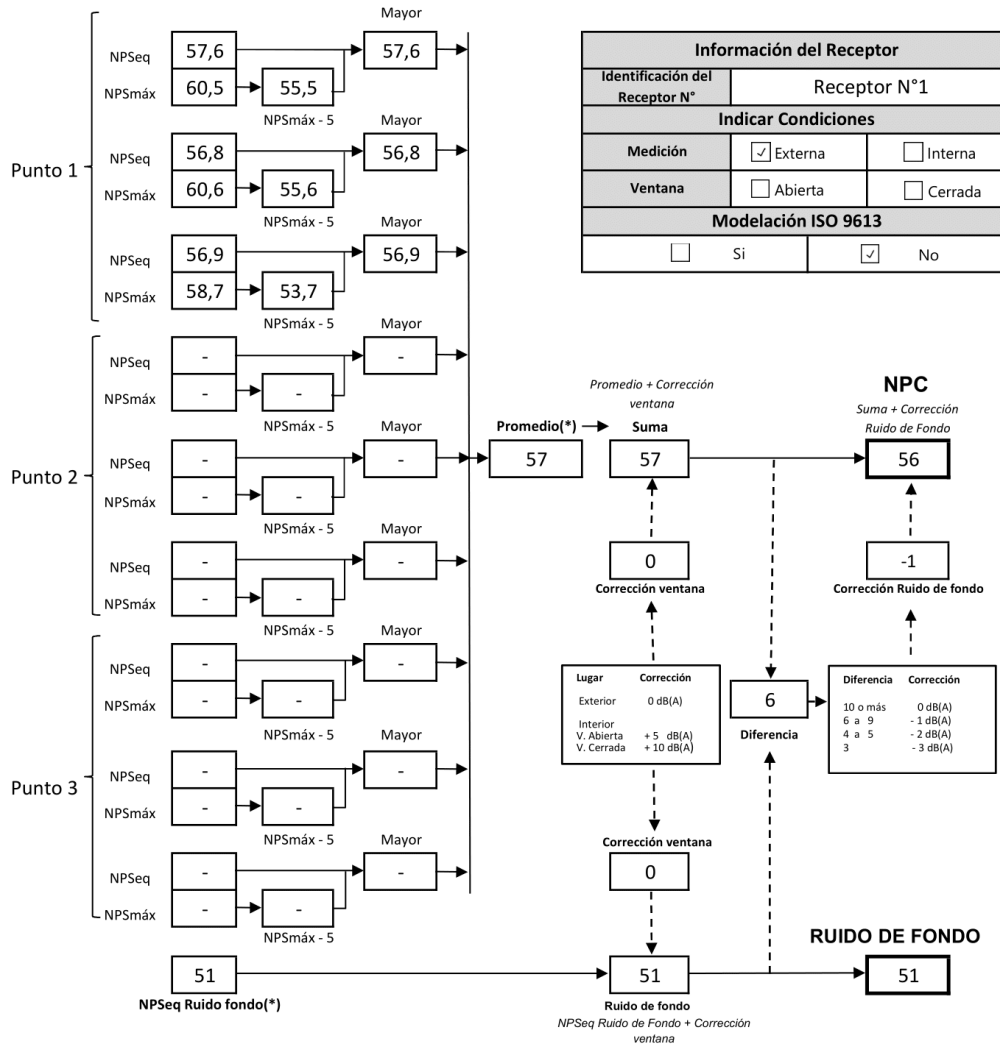 Mayor
NPSeq
57,6
57,6
NPSmáx
60,5
55,5
NPSmáx - 5
Mayor
NPSeq
56,8
56,8
NPSmáx
60,6
55,6
NPSmáx - 5
Punto 1
Mayor
NPSeq
56,9
56,9
NPSmáx
58,7
53,7
NPSmáx - 5
Información del Receptor
Identificación del
Receptor N°
Receptor N°1
Indicar Condiciones
Medición
✓ Externa
Interna
Ventana
Abierta
Cerrada
Modelación ISO 9613
Si
✓ No
Mayor
NPSeq
-
-
NPSmáx
-
-
NPSmáx - 5
Mayor
NPSeq
-
-
NPSmáx
-
-
NPSmáx - 5
Punto 2
Mayor
NPSeq
-
-
NPSmáx
-
-
NPSmáx - 5
Promedio(*)
57
Promedio + Corrección
ventana
Suma
57
NPC
Suma + Corrección
Ruido de Fondo
56
0
Corrección ventana
-1
Corrección Ruido de fondo
Mayor
NPSeq
-
-
NPSmáx
-
-
NPSmáx - 5
Mayor
NPSeq
-
-
NPSmáx
-
-
NPSmáx - 5
Punto 3
Mayor
NPSeq
-
-
NPSmáx
-
-
NPSmáx - 5
Lugar Corrección
Exterior 0 dB(A)
Interior
V. Abierta + 5 dB(A)
V. Cerrada + 10 dB(A)
6
Diferencia
Diferencia Corrección
10 o más 0 dB(A)
6 a 9 - 1 dB(A)
4 a 5 - 2 dB(A)
3 - 3 dB(A)
Corrección ventana
0
51
NPSeq Ruido fondo(*)
51
Ruido de fondo
NPSeq Ruido de Fondo + Corrección
ventana
RUIDO DE FONDO
51